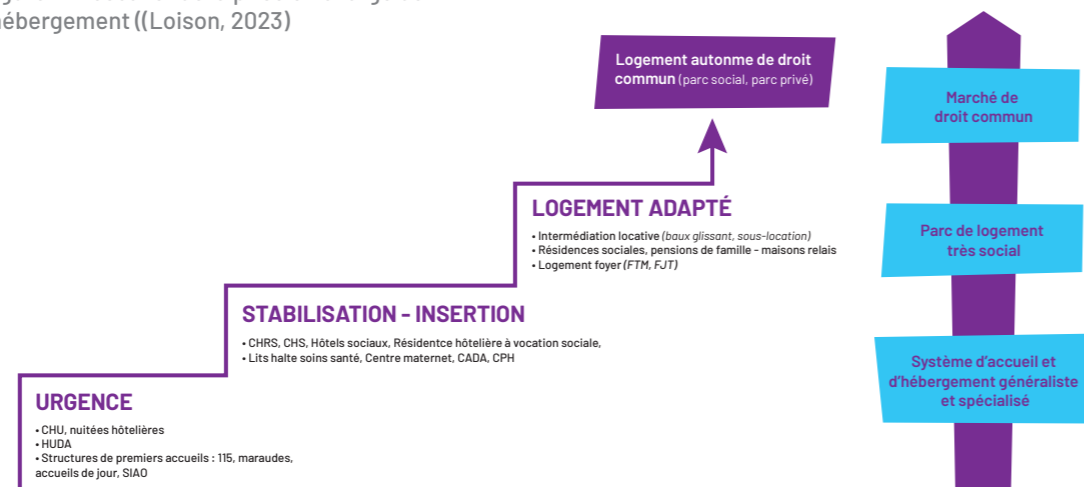 hébergement ((Loison, 2023)
Logement autonme de droit
commun (parc social, parc privé)
LOGEMENT ADAPTÉ
• Intermédiation locative (baux glissant, sous-location)
• Résidences sociales, pensions de famille - maisons relais
• Logement foyer (FTM, FJT)
STABILISATION - INSERTION
• CHRS, CHS, Hôtels sociaux, Résidentce hôtelière à vocation sociale,
• Lits halte soins santé, Centre maternet, CADA, CPH
URGENCE
• CHU, nuitées hôtelières
• HUDA
• Structures de premiers accueils : 115, maraudes,
accueils de jour, SIAO
Marché de
droit commun
Parc de logement
très social
Système d'accueil et
d'hébergement généraliste
et spécialisé